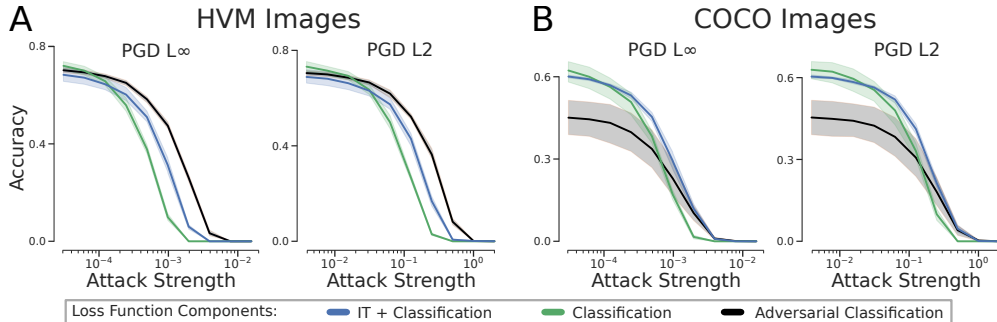 A HVM Images
B COCO Images
PGD L∞
PGD L2
PGD L∞
PGD L2
Accuracy
0.8
0.4
0.0
0.8
0.4
0.0
0.6
0.3
0.0
0.6
0.3
0.0
10⁻⁴ 10⁻³ 10⁻²
10⁻² 10⁻¹ 10⁰
10⁻⁴ 10⁻³ 10⁻²
10⁻² 10⁻¹ 10⁰
Attack Strength
Attack Strength
Attack Strength
Attack Strength
Loss Function Components: IT + Classification Classification Adversarial Classification